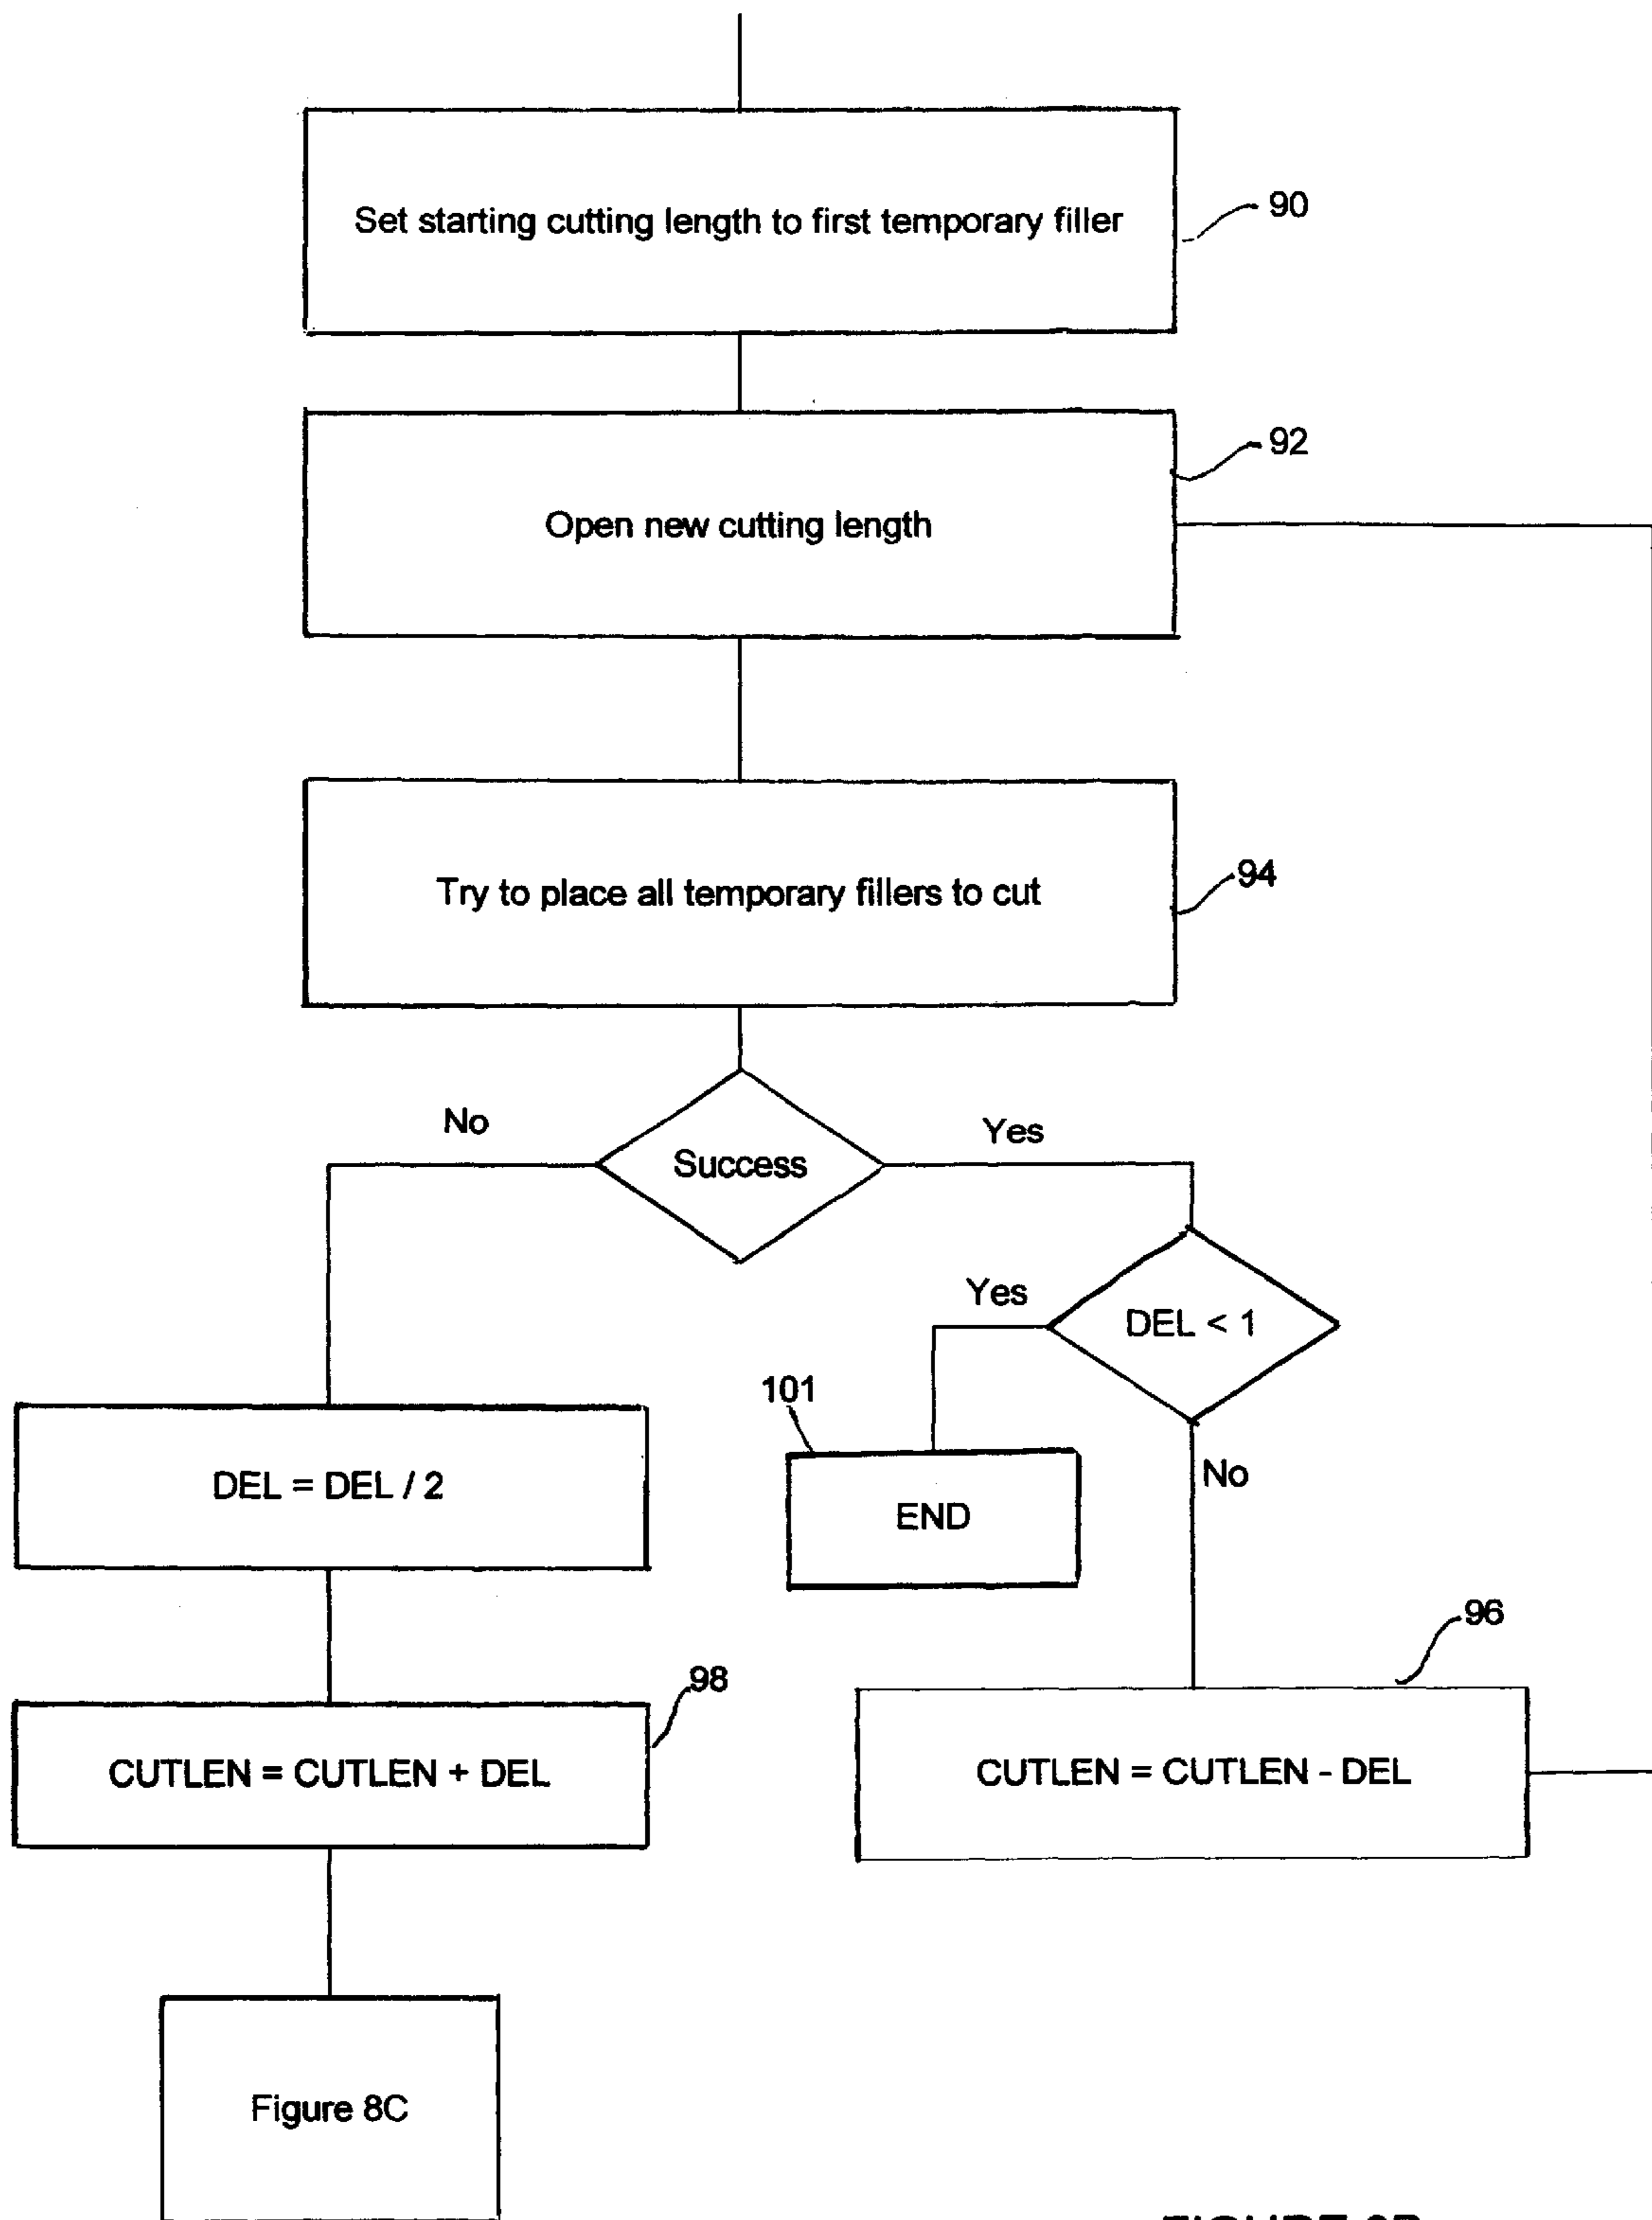 Set starting cutting length to first temporary filler
90
92
Open new cutting length
Try to place all temporary fillers to cut
94
No
Yes
Success
Yes
DEL < 1
101
No
DEL = DEL / 2
END
96
98
CUTLEN = CUTLEN + DEL
CUTLEN = CUTLEN - DEL
Figure 8C